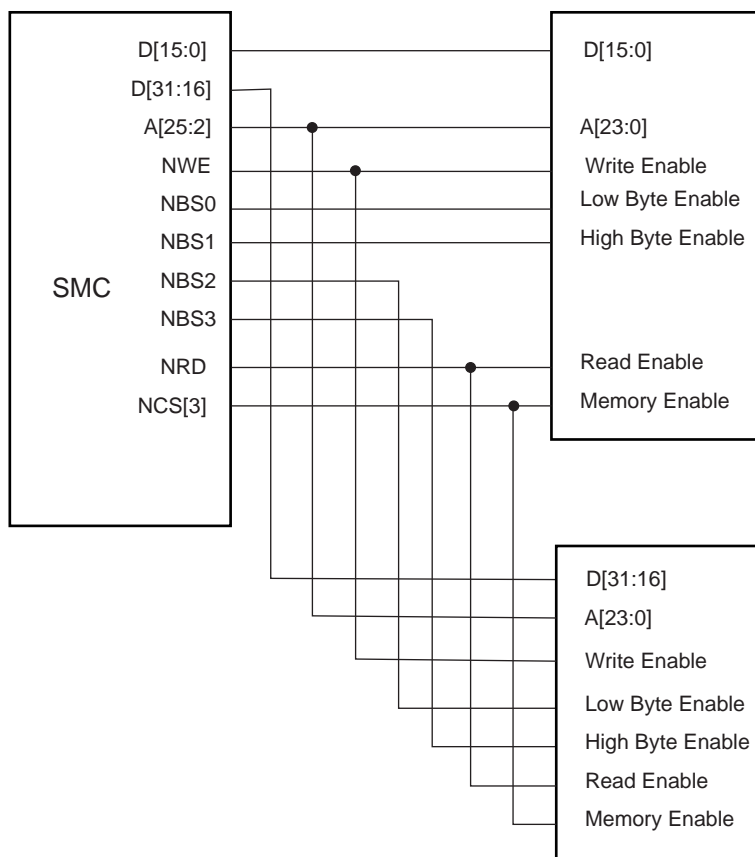 D[15:0]
D[31:16]
A[25:2]
NWE
NBS0
NBS1
NBS2
NBS3
NRD
NCS[3]
SMC
D[15:0]
A[23:0]
Write Enable
Low Byte Enable
High Byte Enable
Read Enable
Memory Enable
D[31:16]
A[23:0]
Write Enable
Low Byte Enable
High Byte Enable
Read Enable
Memory Enable